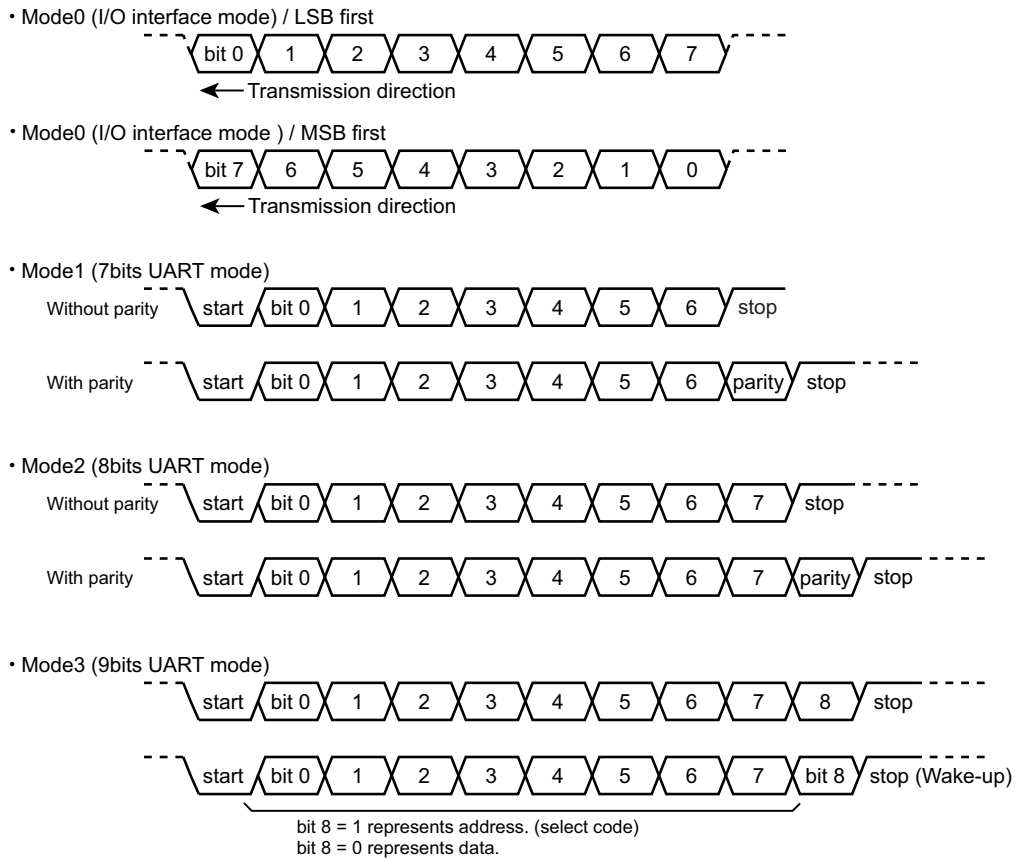 ・Mode0 (I/O interface mode) / LSB first
bit 0 1 2 3 4 5 6 7
Transmission direction
・Mode0 (I/O interface mode ) / MSB first
bit 7 6 5 4 3 2 1 0
Transmission direction
・Mode1 (7bits UART mode)
Without parity start bit 0 1 2 3 4 5 6 stop
With parity start bit 0 1 2 3 4 5 6 parity stop
・Mode2 (8bits UART mode)
Without parity start bit 0 1 2 3 4 5 6 7 stop
With parity start bit 0 1 2 3 4 5 6 7 parity stop
・Mode3 (9bits UART mode)
start bit 0 1 2 3 4 5 6 7 8 stop
start bit 0 1 2 3 4 5 6 7 bit 8 stop (Wake-up)
bit 8 = 1 represents address. (select code)
bit 8 = 0 represents data.